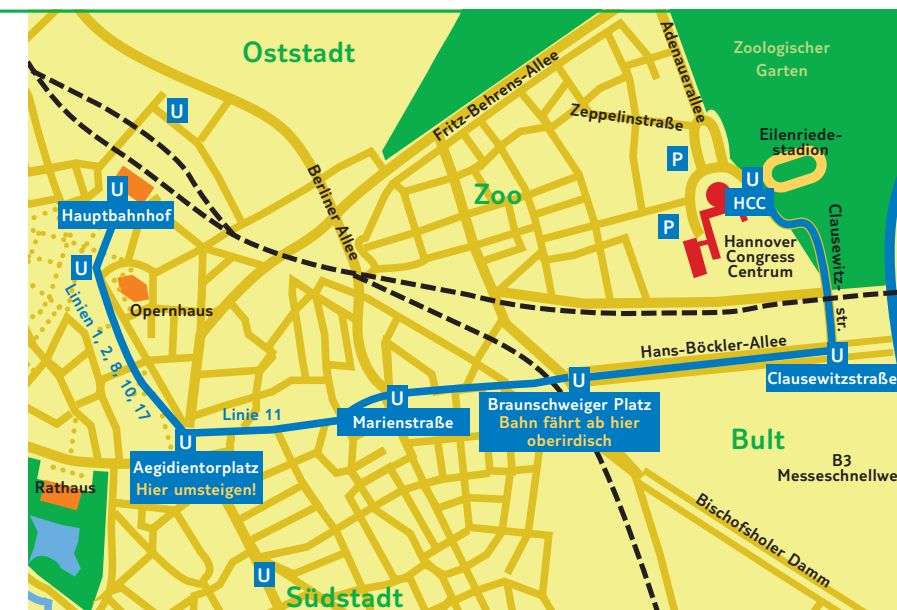 Oststadt
Zoologischer
Garten
Adenauerallee
Fritz-Behrens-Allee
Zeppelinstraße
Eilenriede-
stadion
U
P
U
Berliner Allee
Zoo
U
HCC
Hauptbahnhof
P
Hannover
Congress
Centrum
Clausewitz-
str.
U
Opernhaus
Linien 1, 2, 8, 10, 17
Hans-Böckler-Allee
U
Clausewitzstraße
U
Braunschweiger Platz
Bahn fährt ab hier
oberirdisch
U
Marienstraße
Linie 11
U
Aegidientorplatz
Hier umsteigen!
Bult
B3
Messeschnellwe
Rathaus
Bischofsholer Damm
U
Südstadt